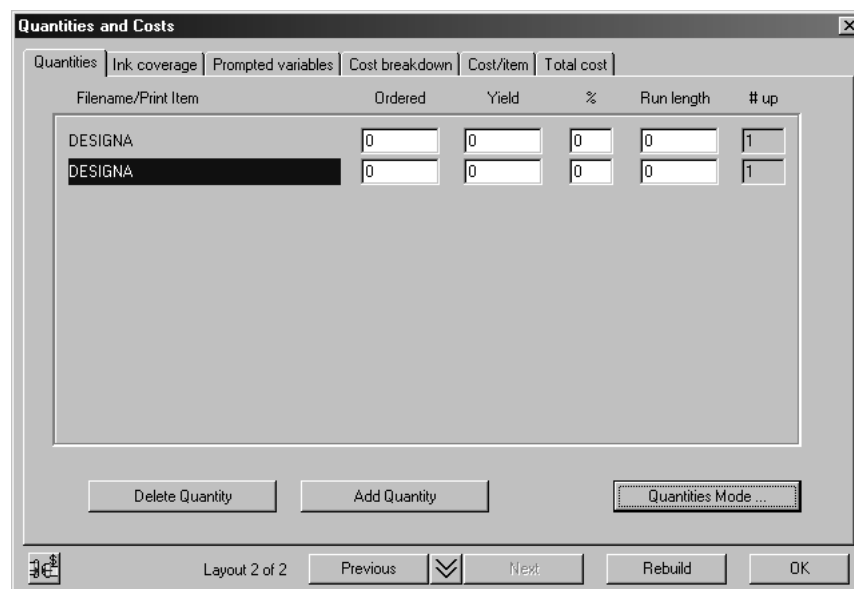 Quantities and Costs
Quantities Ink coverage Prompted variables Cost breakdown Cost/item Total cost
Filename/Print Item Ordered Yield % Run length # up
DESIGNA 0 0 0 0 1
DESIGNA 0 0 0 0 1
Delete Quantity Add Quantity Quantities Mode ...
Layout 2 of 2 Previous Next Rebuild OK